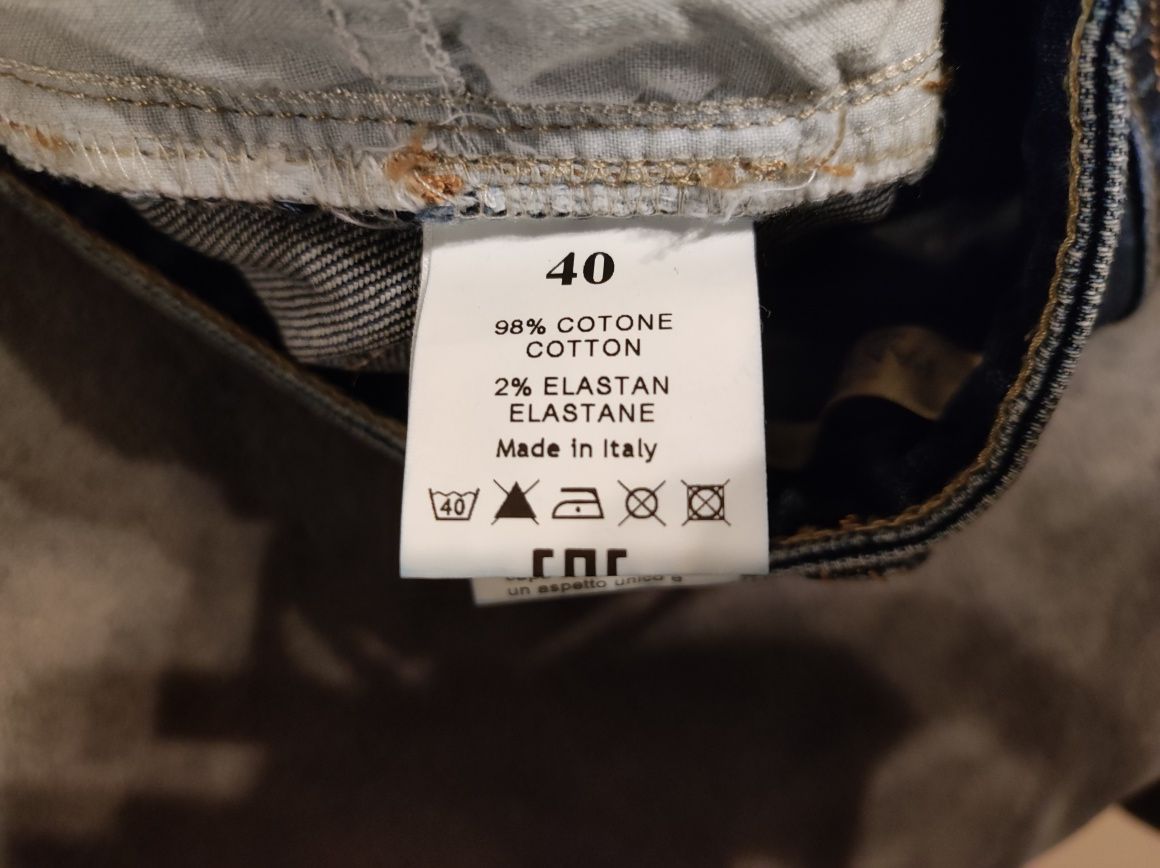 40
98% COTONE
COTTON
2% ELASTAN
ELASTANE
Made in Italy
40
un aspetto unico e